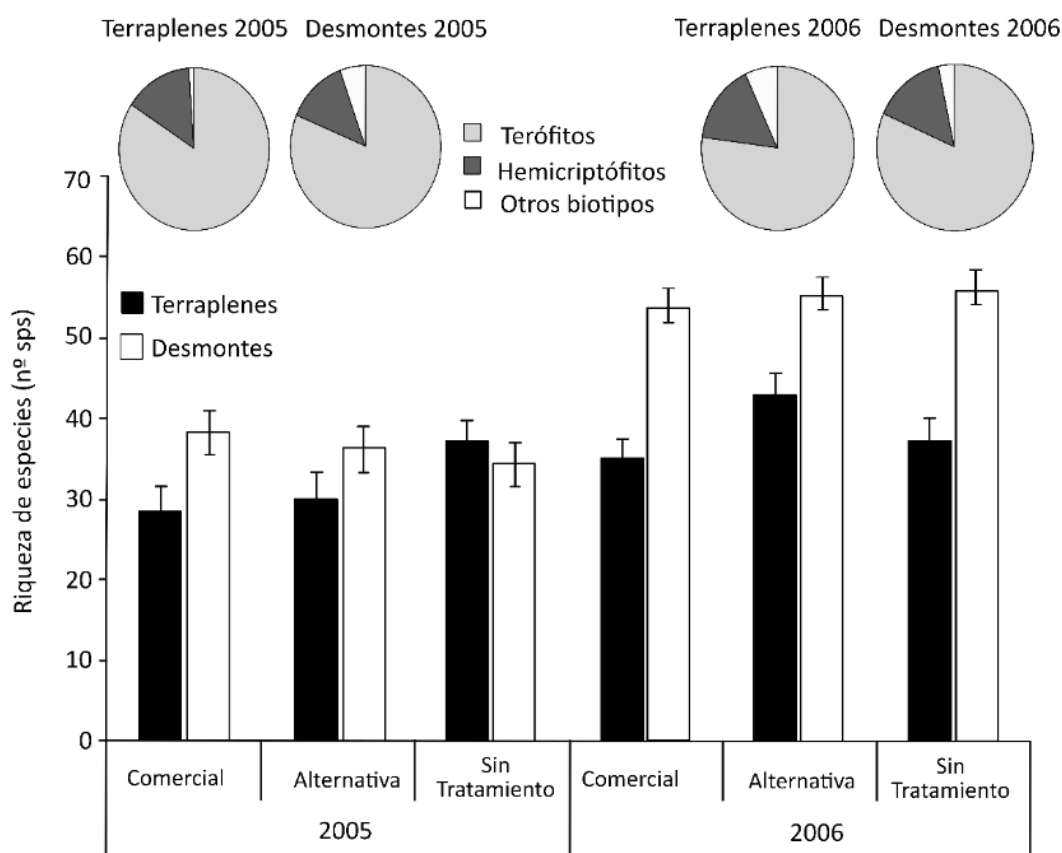 Terraplenes 2005
Desmontes 2005
Terraplenes 2006
Desmontes 2006
Terófitos
Hemicriptófitos
Otros biotipos
Terraplenes
Desmontes
Riqueza de especies (nº sps)
70
60
50
40
30
20
10
0
Comercial
Alternativa
Sin
Tratamiento
Comercial
Alternativa
Sin
Tratamiento
2005
2006